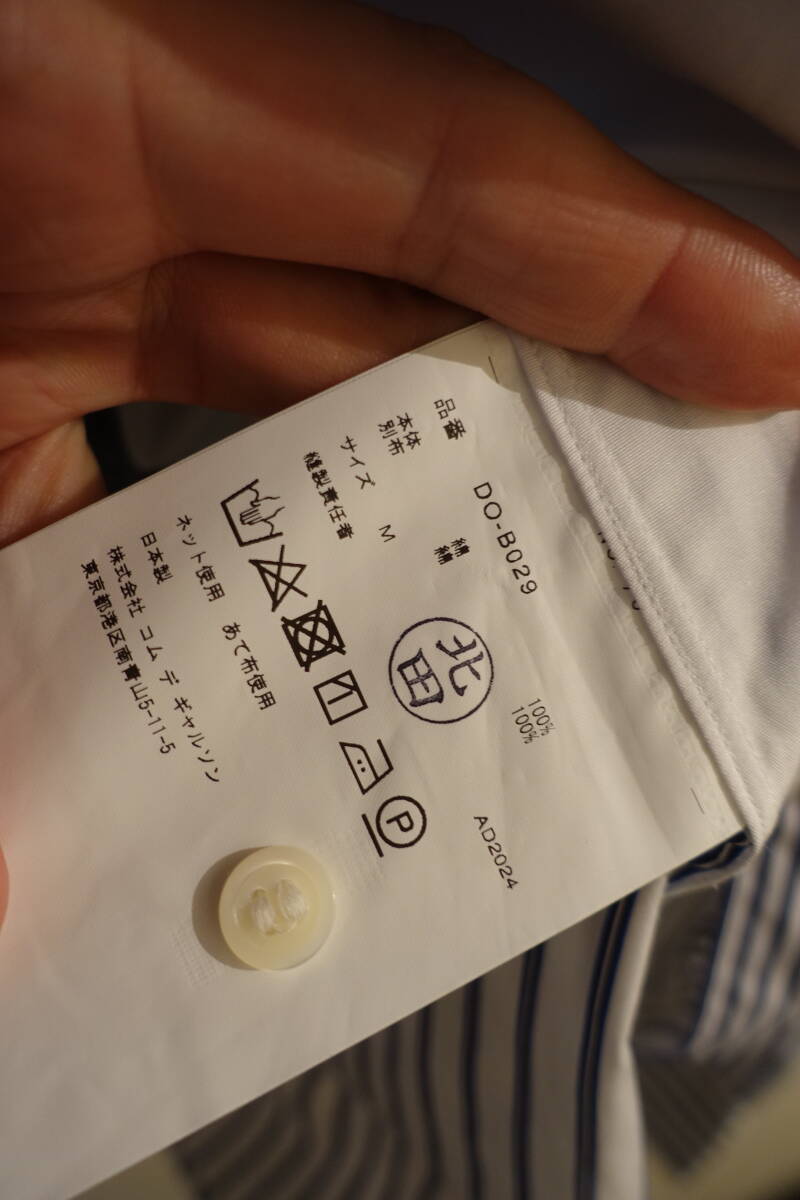 品番 DO-B029
本体 綿 100%
別布 綿 100%
サイズ M
縫製責任者 北田
AD2024
P
ネット使用 あて布使用
日本製
株式会社 コム デ ギャルソン
東京都港区南青山5-11-5